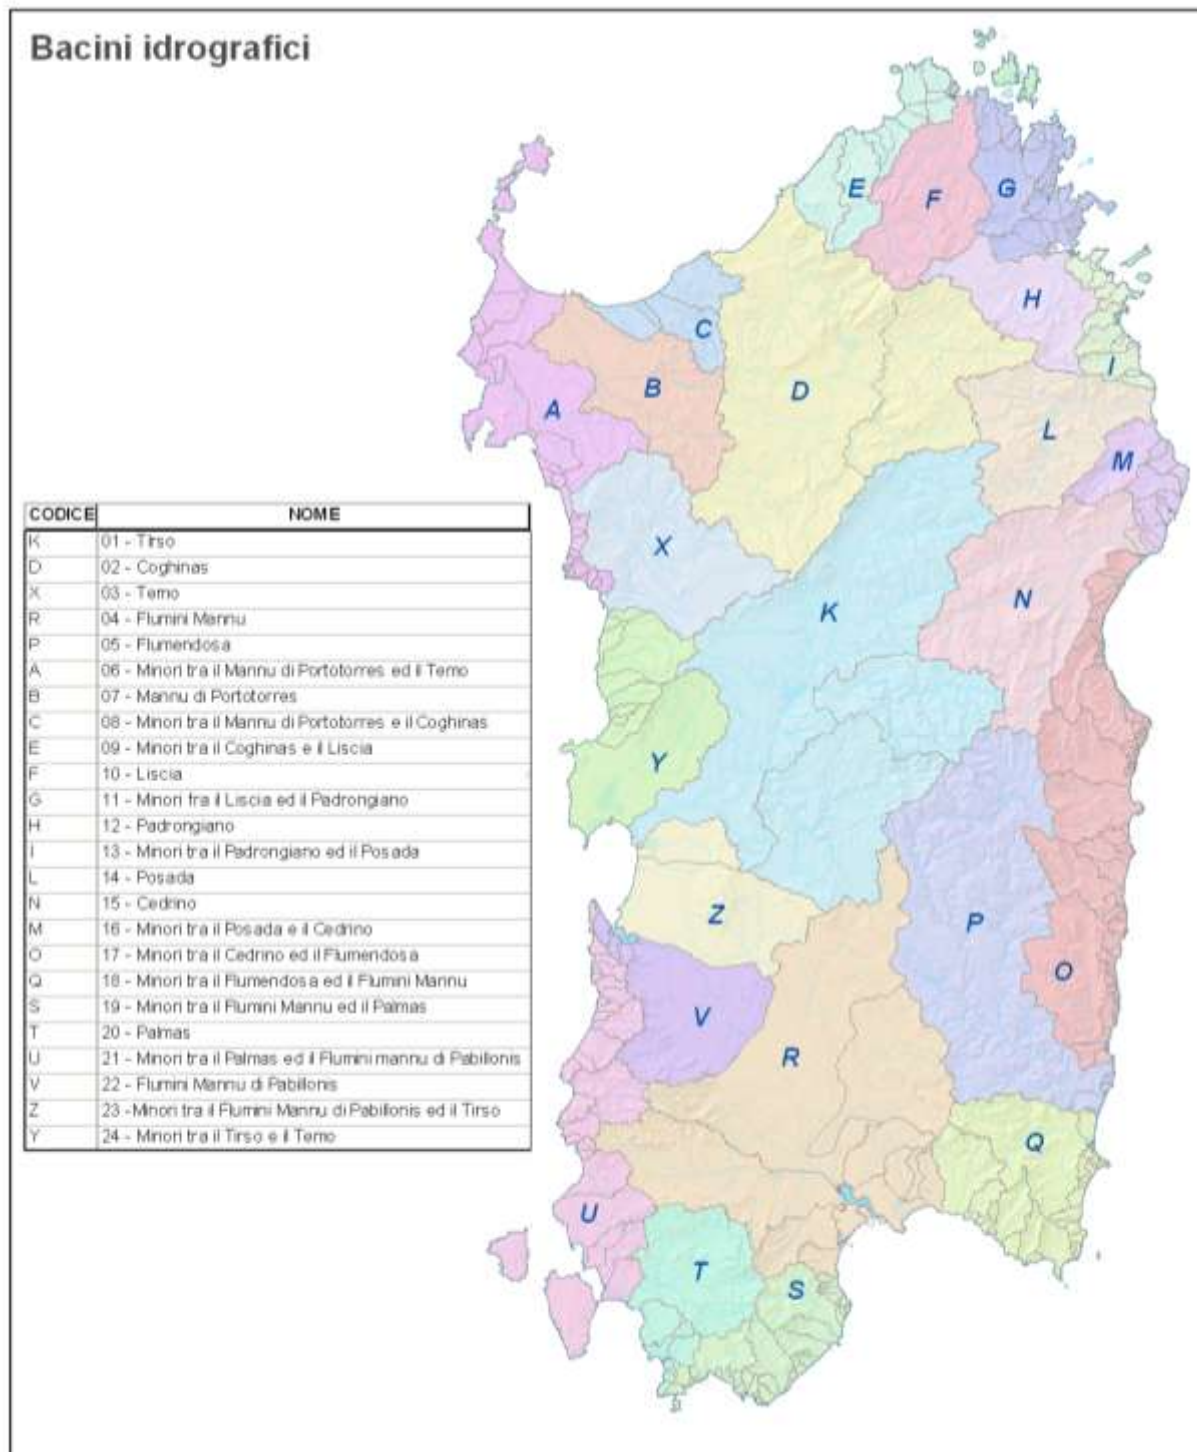 Bacini idrografici
CODICE NOME
K 01 - Tirso
D 02 - Coghinas
X 03 - Temo
R 04 - Flumini Mannu
P 05 - Flumendosa
A 06 - Minori tra il Mannu di Portotorres ed il Temo
B 07 - Mannu di Portotorres
C 08 - Minori tra il Mannu di Portotorres e il Coghinas
E 09 - Minori tra il Coghinas e il Liscia
F 10 - Liscia
G 11 - Minori tra il Liscia ed il Padrongiano
H 12 - Padrongiano
I 13 - Minori tra il Padrongiano ed il Posada
L 14 - Posada
N 15 - Cedrino
M 16 - Minori tra il Posada e il Cedrino
O 17 - Minori tra il Cedrino ed il Flumendosa
Q 18 - Minori tra il Flumendosa ed il Flumini Mannu
S 19 - Minori tra il Flumini Mannu ed il Palmas
T 20 - Palmas
U 21 - Minori tra il Palmas ed il Flumini mannu di Pabillonis
V 22 - Flumini Mannu di Pabillonis
Z 23 -Minori tra il Flumini Mannu di Pabillonis ed il Tirso
Y 24 - Minori tra il Tirso e il Temo
E
F
G
H
C
I
B
D
A
L
M
X
K
N
Y
Z
P
O
V
R
Q
U
T
S